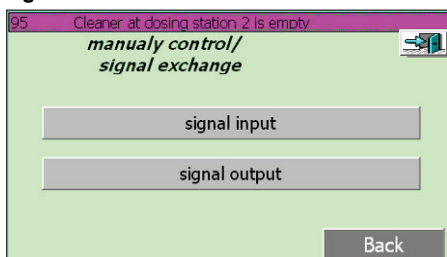 95 Cleaner at dosing station 2 is empty
manualy control/
signal exchange
signal input
signal output
Back